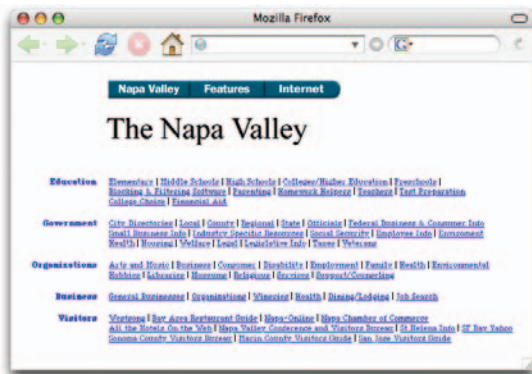 Mozilla Firefox
G
Napa Valley | Features | Internet
The Napa Valley
Education Elementary | Middle Schools | High Schools | Colleges/Higher Education | Preschools |
Blocking & Filtering Software | Parenting | Homework Helpers | Teachers | Test Preparation
College Choice | Financial Aid
Government City Directories | Local | County | Regional | State | Officials | Federal Business & Consumer Info
Small Business Info | Industry Specific Resources | Social Security | Employee Info | Environment
Health | Housing | Welfare | Legal | Legislative Info | Taxes | Veterans
Organizations Arts and Music | Business | Consumer | Disability | Employment | Family | Health | Environmental
Hobbies | Libraries | Museums | Religious | Services | Support/Counseling
Business General Businesses | Organizations | Wineries | Health | Dining/Lodging | Job Search
Visitors Westsong | Bay Area Restaurant Guide | Napa-Online | Napa Chamber of Commerce
All the Hotels On the Web | Napa Valley Conference and Visitors Bureau | St Helena Info | SF Bay Yahoo
Sonoma County Visitors Bureau | Marin County Visitors Guide | San Jose Visitors Guide